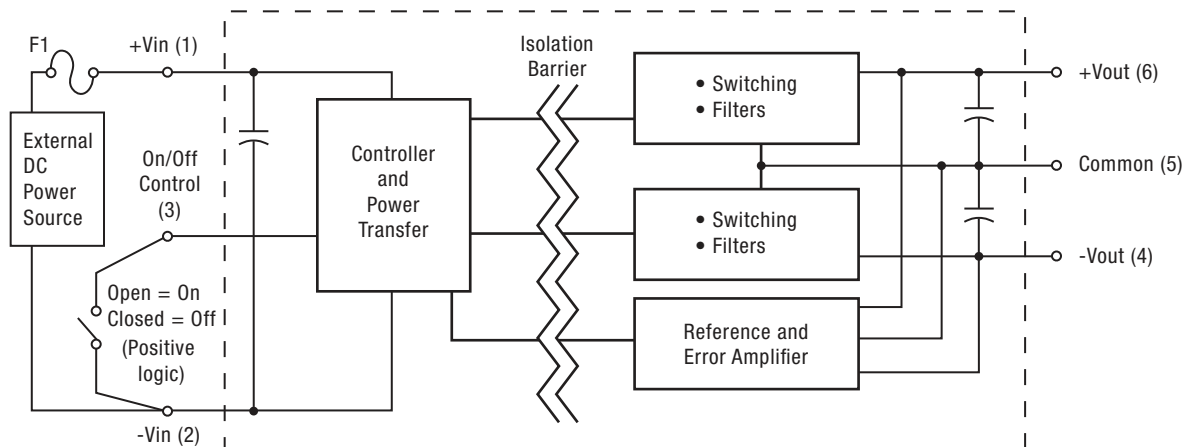 F1
+Vin (1)
External
DC
Power
Source
On/Off
Control
(3)
Open = On
Closed = Off
(Positive
logic)
-Vin (2)
Controller
and
Power
Transfer
Isolation
Barrier
• Switching
• Filters
• Switching
• Filters
Reference and
Error Amplifier
+Vout (6)
Common (5)
-Vout (4)